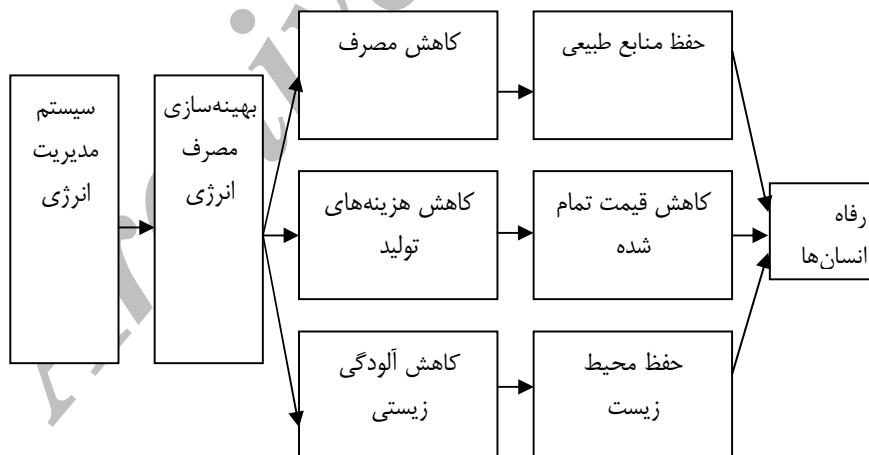 سیستم
مدیریت
انرژی
بهینه‌سازی
مصرف
انرژی
کاهش مصرف
حفظ منابع طبیعی
کاهش هزینه‌های
تولید
کاهش قیمت تمام
شده
کاهش آلودگی
زیستی
حفظ محیط
زیست
رفاه
انسان‌ها
Archive